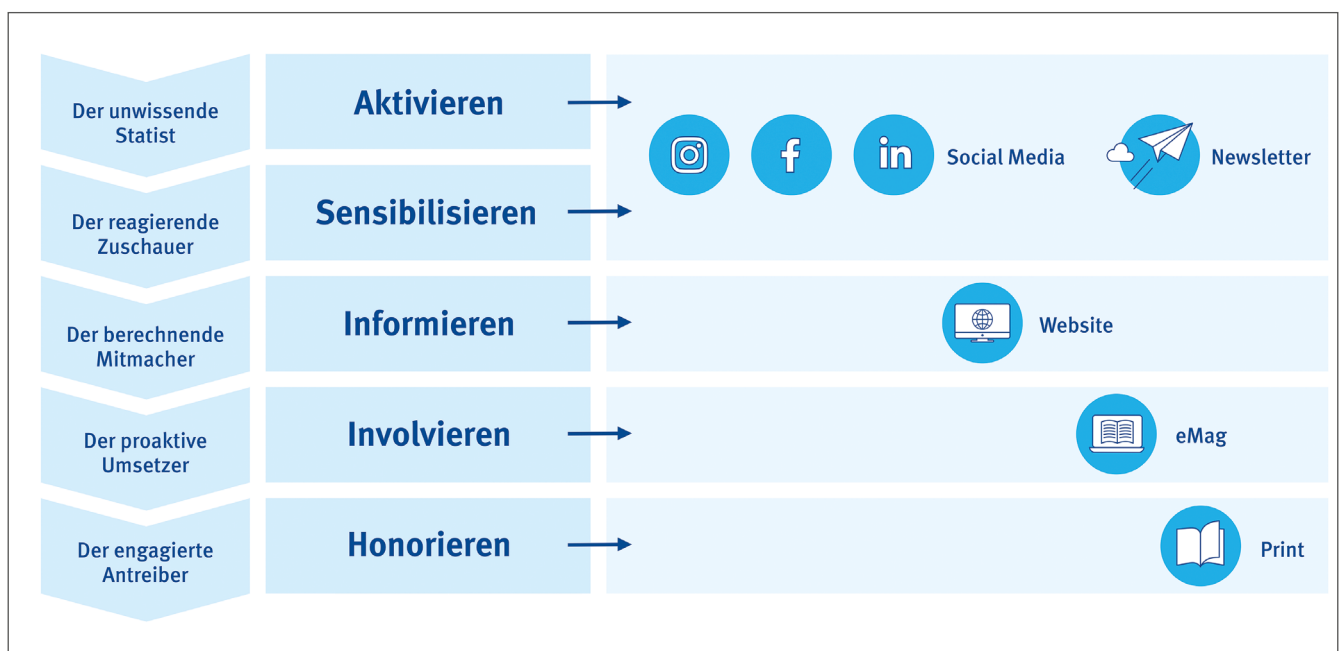 Der unwissende
Statist
Aktivieren
Social Media
Newsletter
Der reagierende
Zuschauer
Sensibilisieren
Der berechnende
Mitmacher
Informieren
Website
Der proaktive
Umsetzer
Involvieren
eMag
Der engagierte
Antreiber
Honorieren
Print